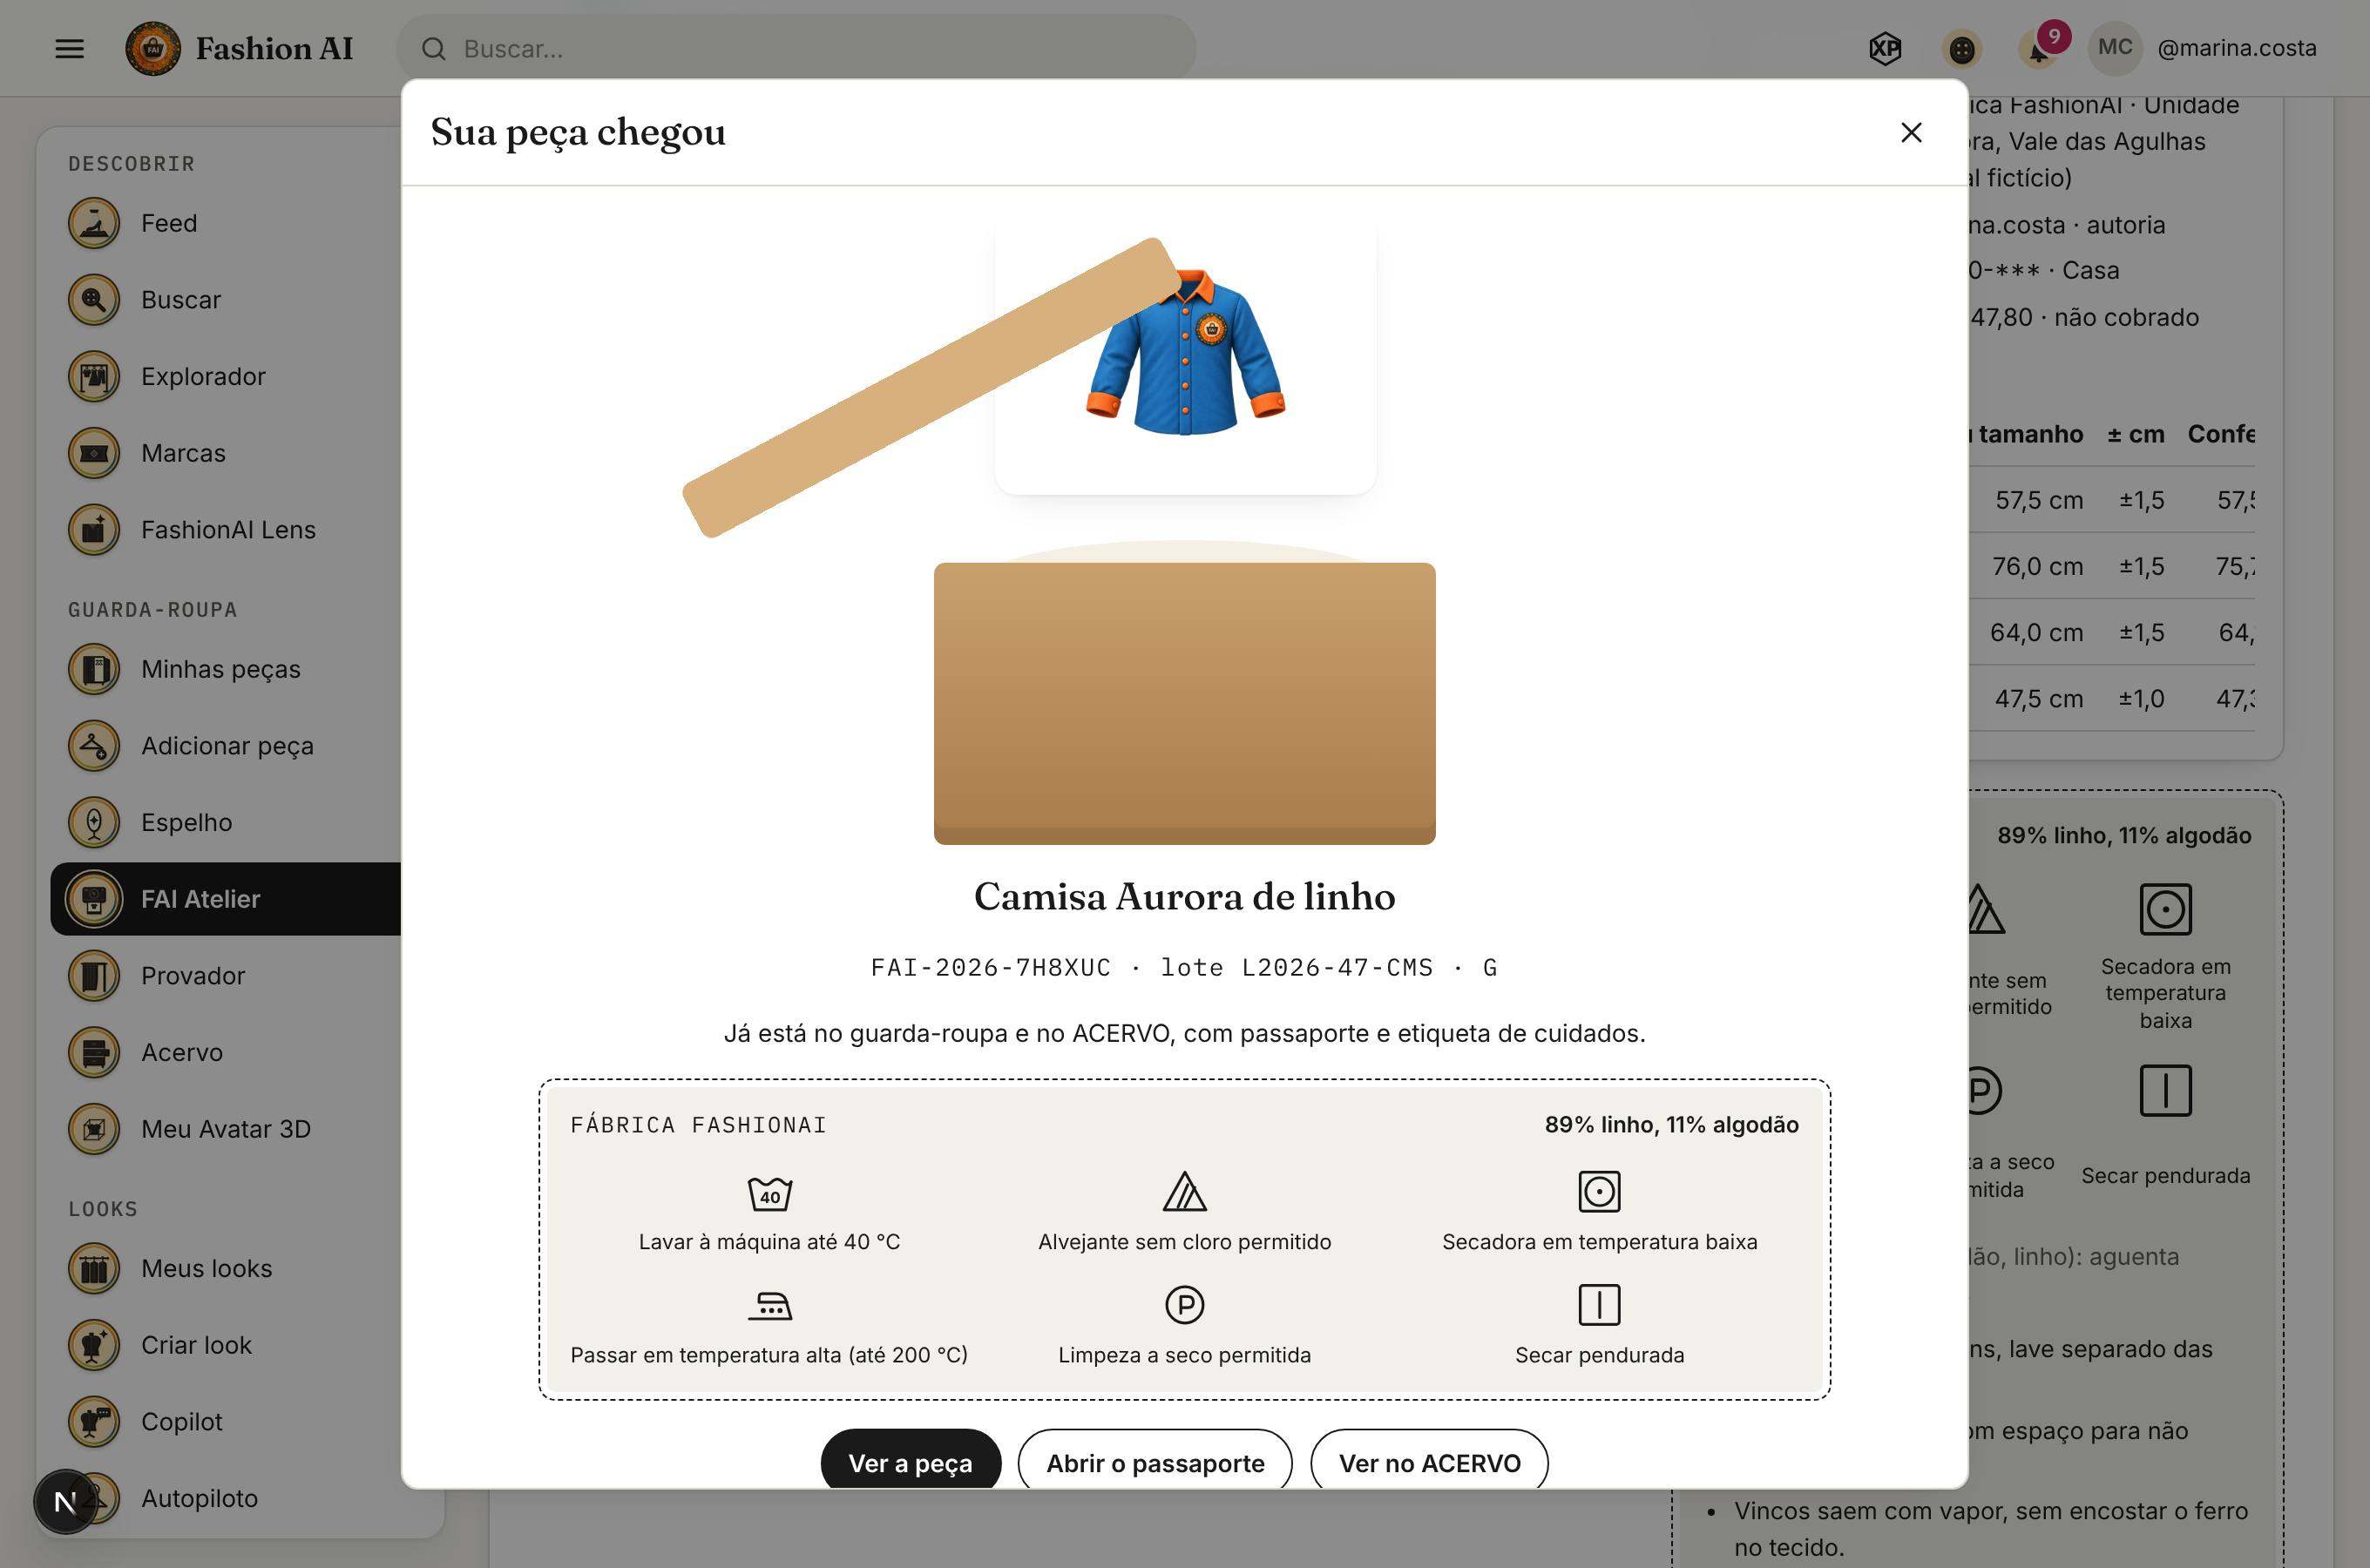 Fashion AI
Buscar...
XP
9
MC
@marina.costa
DESCOBRIR
Feed
Buscar
Explorador
Marcas
FashionAI Lens
GUARDA-ROUPA
Minhas peças
Adicionar peça
Espelho
FAI Atelier
Provador
Acervo
Meu Avatar 3D
LOOKS
Meus looks
Criar look
Copilot
Autopiloto
N
Sua peça chegou
Camisa Aurora de linho
FAI-2026-7H8XUC · lote L2026-47-CMS · G
Já está no guarda-roupa e no ACERVO, com passaporte e etiqueta de cuidados.
FÁBRICA FASHIONAI
89% linho, 11% algodão
40
Lavar à máquina até 40 °C
Alvejante sem cloro permitido
Secadora em temperatura baixa
P
Passar em temperatura alta (até 200 °C)
Limpeza a seco permitida
Secar pendurada
Ver a peça
Abrir o passaporte
Ver no ACERVO
FashionAI · Unidade
Vale das Agulhas
fictício)
· autoria
0-*** · Casa
47,80 · não cobrado
tamanho ± cm
57,5 cm ±1,5
76,0 cm ±1,5
64,0 cm ±1,5
47,5 cm ±1,0
89% linho, 11% algodão
sem
Secadora em
temperatura
baixa
P
a seco
Secar pendurada
linho): aguenta
lave separado das
espaço para não
• Vincos saem com vapor, sem encostar o ferro
no tecido.